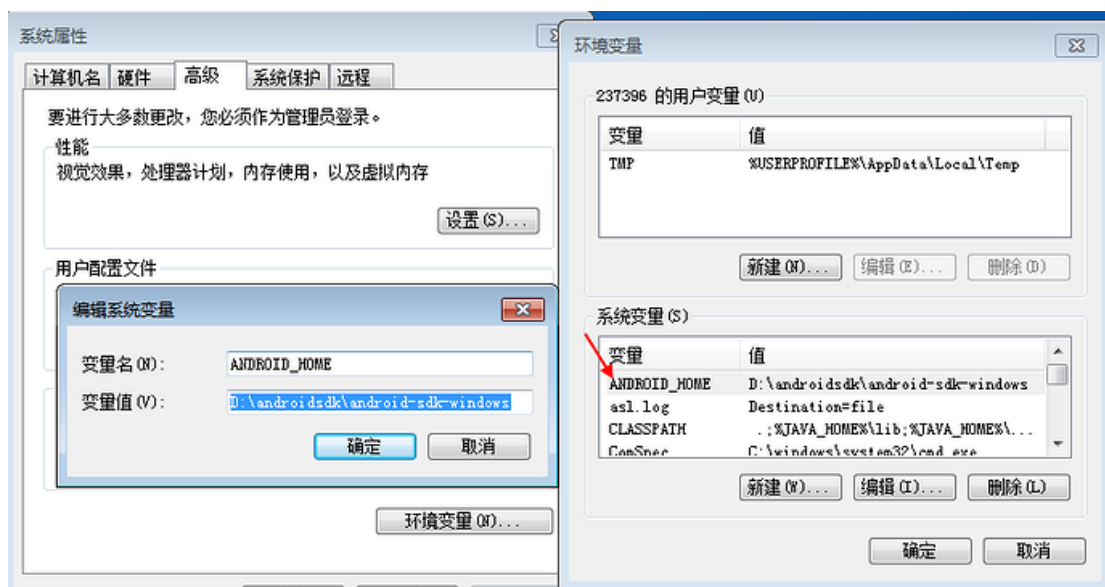 系统属性
计算机名 硬件 高级 系统保护 远程
要进行大多数更改，您必须作为管理员登录。
性能
视觉效果，处理器计划，内存使用，以及虚拟内存
设置(S)...
用户配置文件
编辑系统变量
变量名(N): ANDROID_HOME
变量值(V): D:\androidsdk\android-sdk-windows
确定 取消
环境变量(N)...
环境变量
237396 的用户变量(U)
变量 值
TMP %USERPROFILE%\AppData\Local\Temp
新建(N)... 编辑(E)... 删除(D)
系统变量(S)
变量 值
ANDROID_HOME D:\androidsdk\android-sdk-windows
asl.log Destination=file
CLASSPATH .;%JAVA_HOME%\lib;%JAVA_HOME%\...
ComSpec C:\windows\system32\cmd.exe
新建(W)... 编辑(I)... 删除(L)
确定 取消